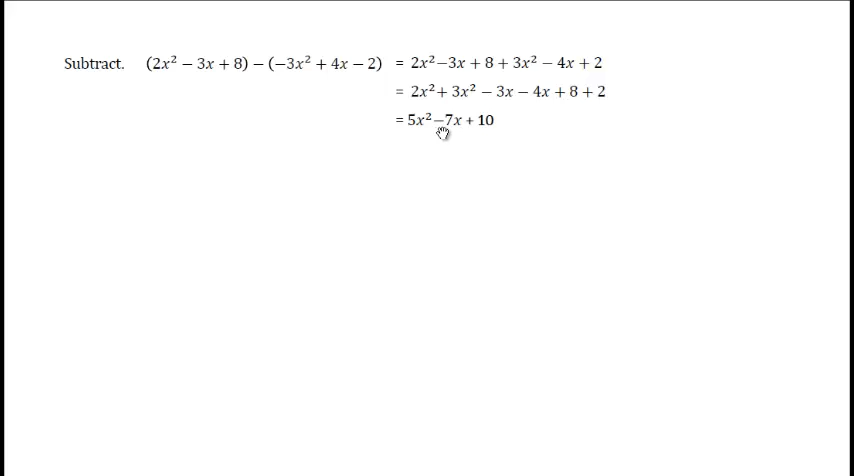 Subtract. (2x² − 3x + 8) − (−3x² + 4x − 2) = 2x²−3x + 8 + 3x² − 4x + 2
= 2x²+ 3x² − 3x − 4x + 8 + 2
= 5x²−7x + 10